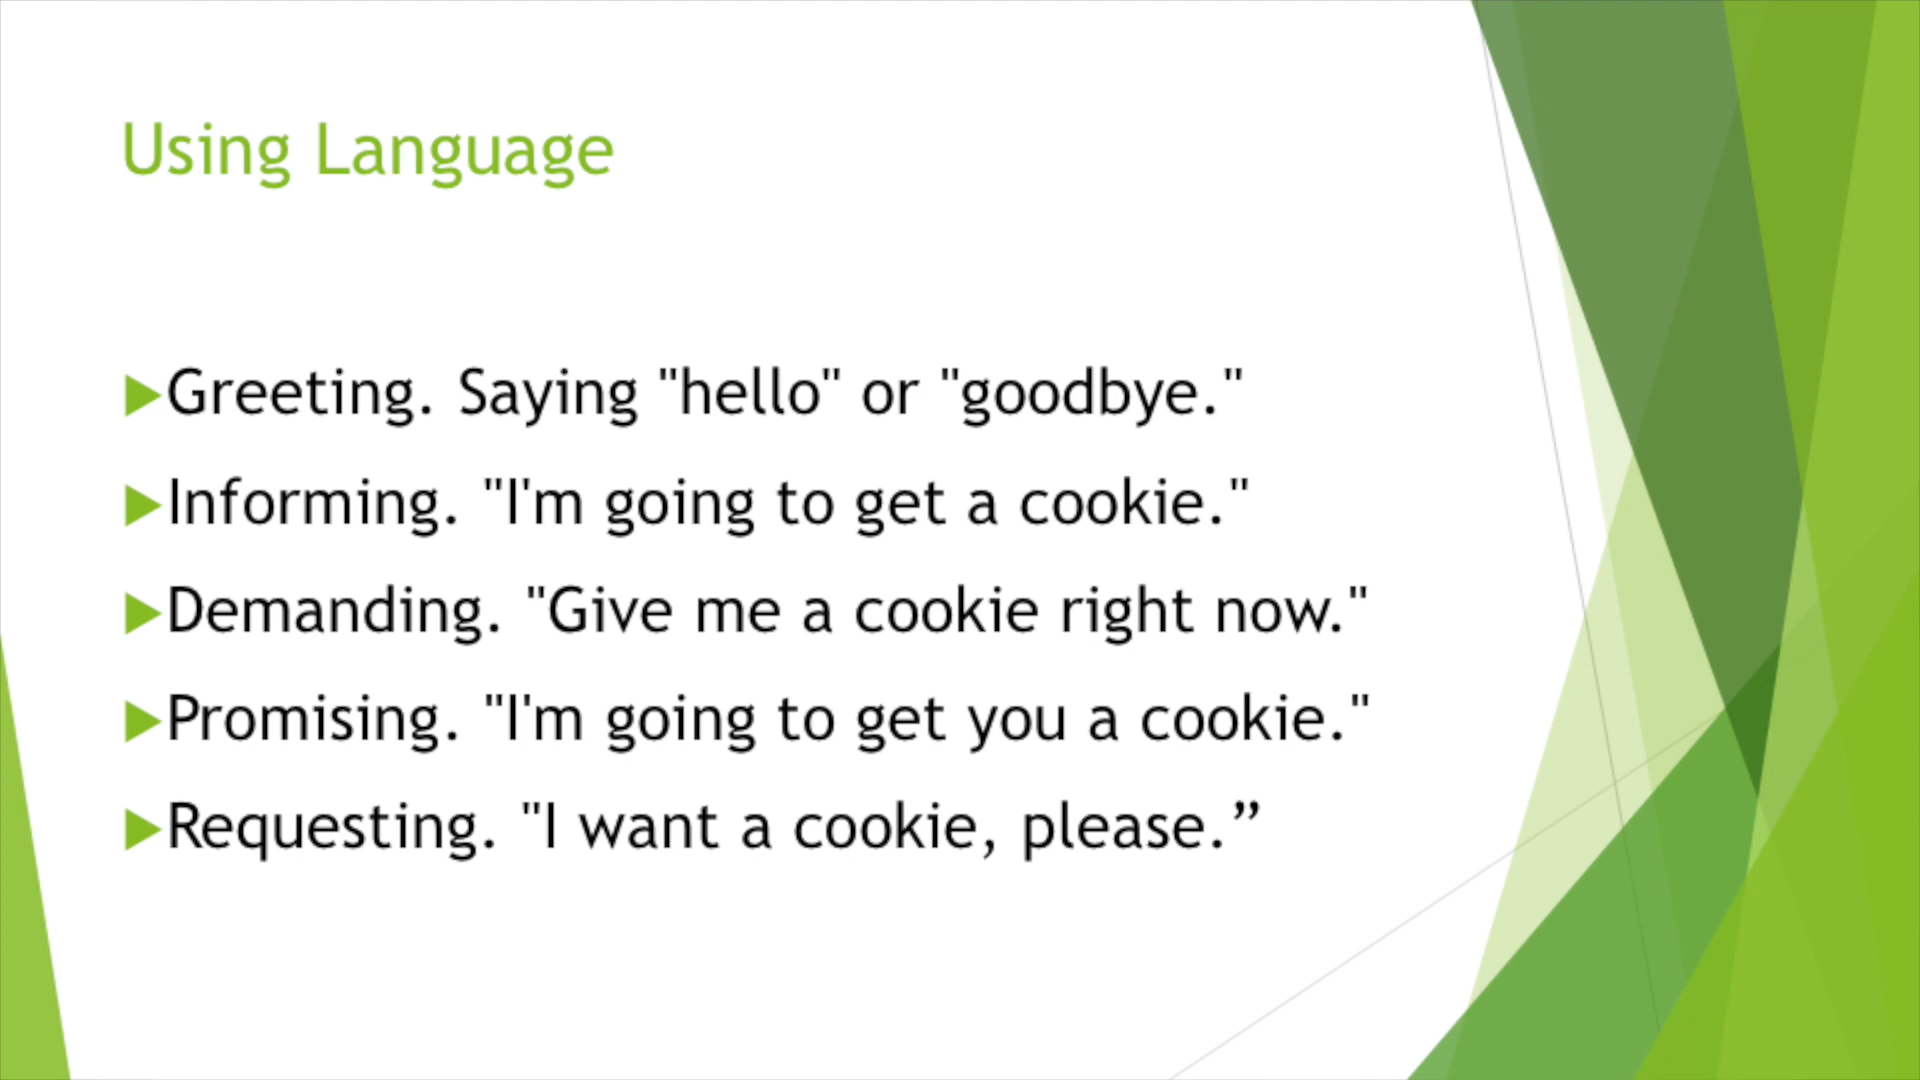 Using Language
Greeting. Saying "hello" or "goodbye."
Informing. "I'm going to get a cookie."
Demanding. "Give me a cookie right now."
Promising. "I'm going to get you a cookie."
Requesting. "I want a cookie, please.”